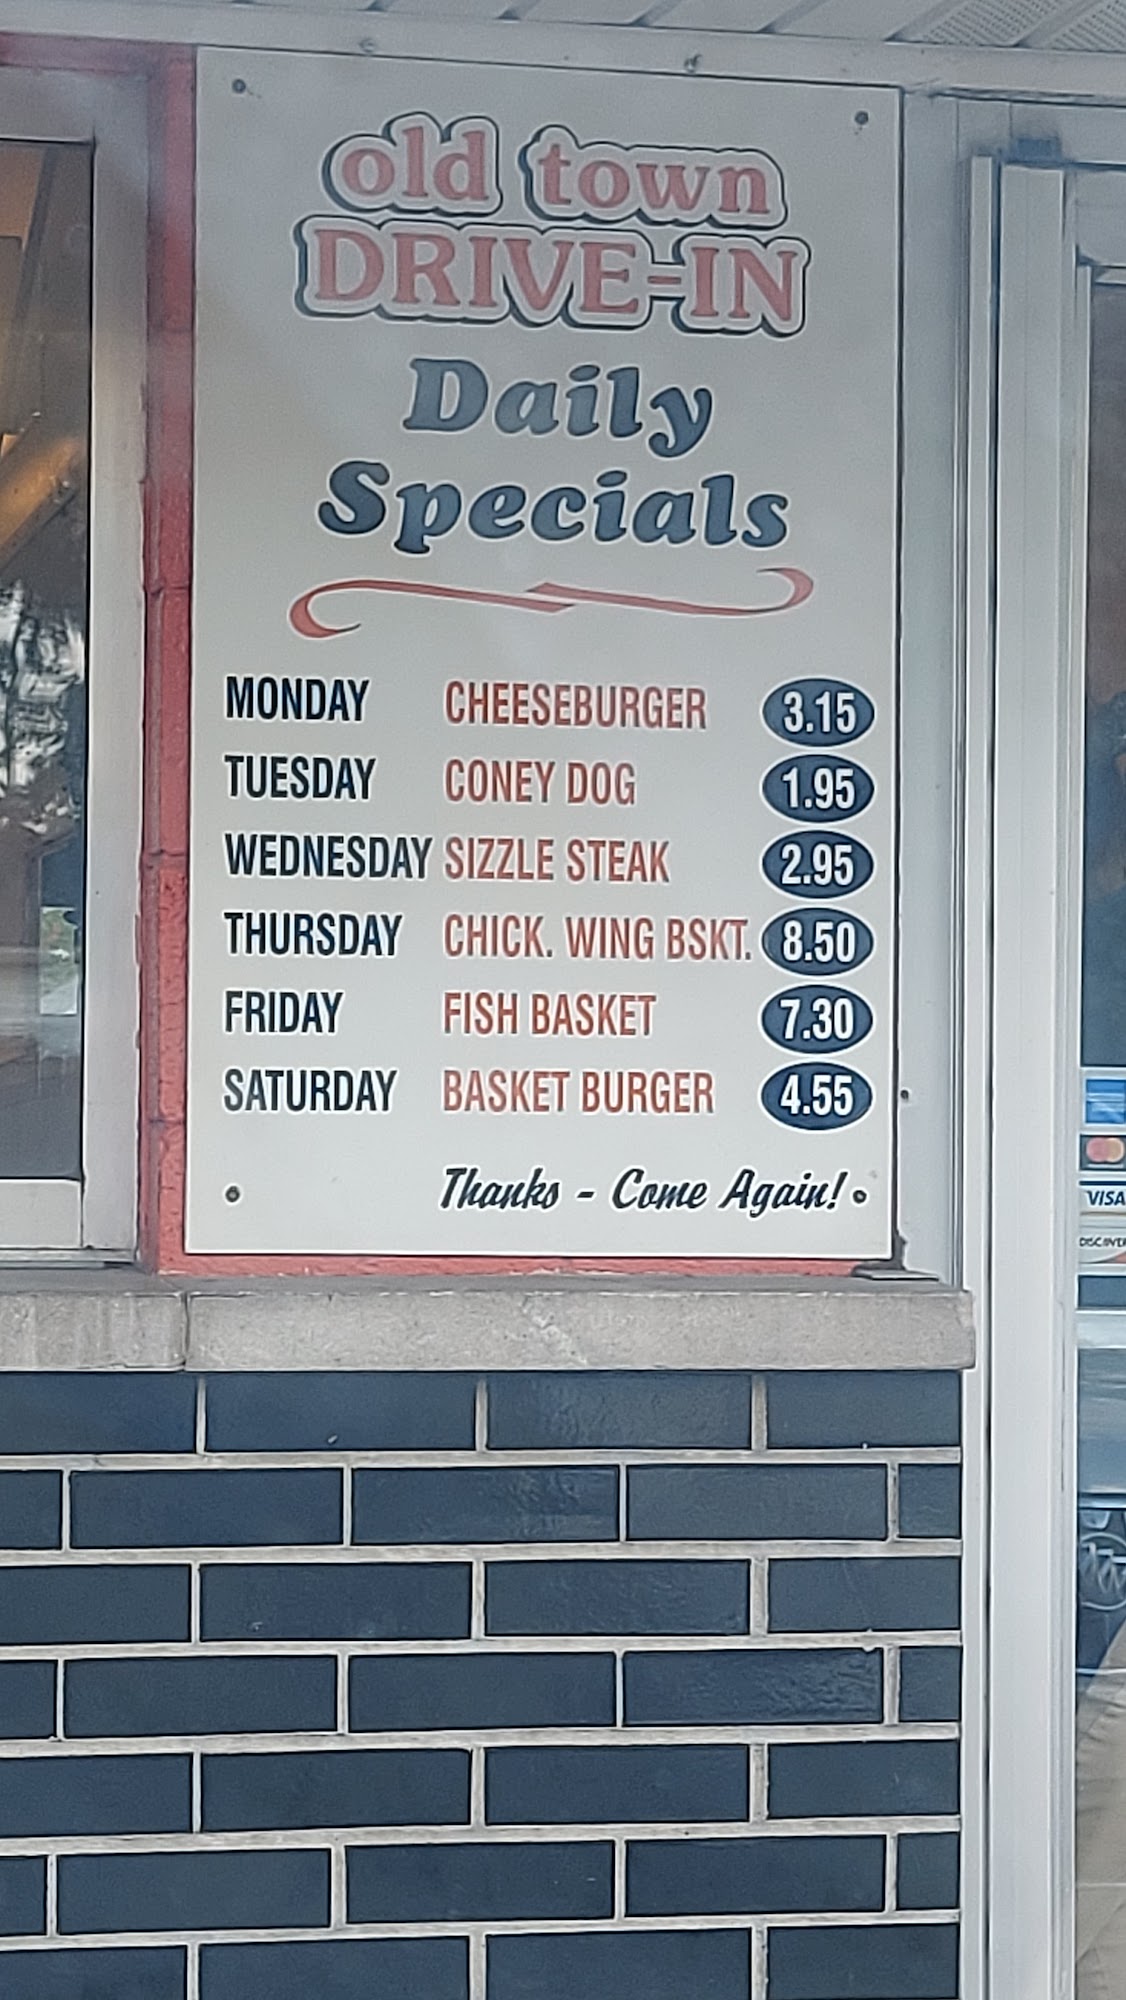 old town
DRIVE-IN
Daily
Specials
MONDAY CHEESEBURGER 3.15
TUESDAY CONEY DOG 1.95
WEDNESDAY SIZZLE STEAK 2.95
THURSDAY CHICK. WING BSKT. 8.50
FRIDAY FISH BASKET 7.30
SATURDAY BASKET BURGER 4.55
Thanks - Come Again!
VISA
DISCOVER